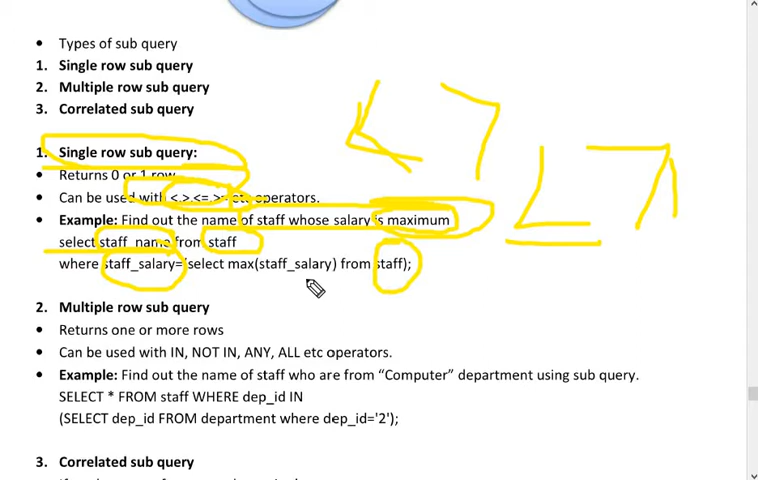 • Types of sub query
1. Single row sub query
2. Multiple row sub query
3. Correlated sub query
1. Single row sub query:
• Returns 0 or 1 row
• Can be used with <,>,<=,>= etc operators.
• Example: Find out the name of staff whose salary is maximum
select staff_name from staff
where staff_salary=(select max(staff_salary) from staff);
2. Multiple row sub query
• Returns one or more rows
• Can be used with IN, NOT IN, ANY, ALL etc operators.
• Example: Find out the name of staff who are from “Computer” department using sub query.
SELECT * FROM staff WHERE dep_id IN
(SELECT dep_id FROM department where dep_id='2');
3. Correlated sub query